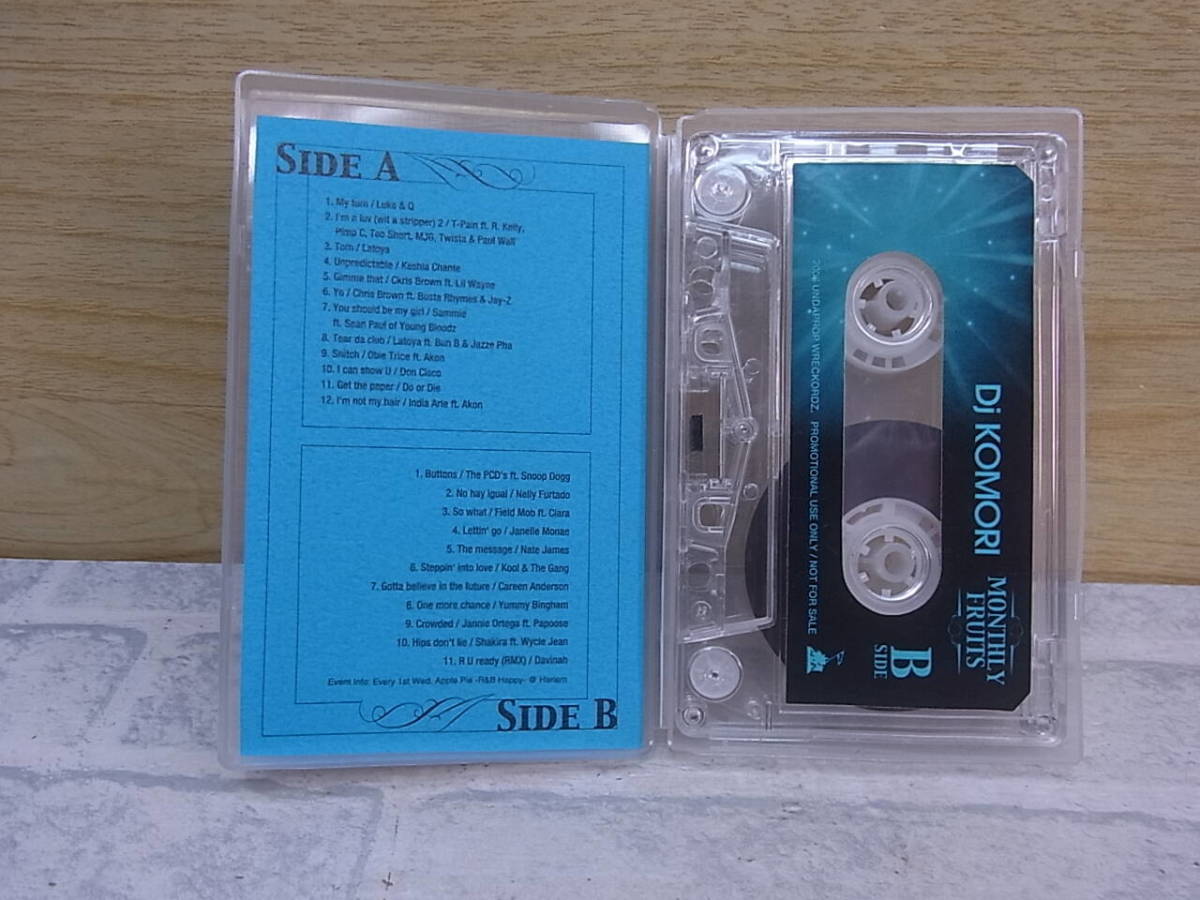 SIDE A
1. My turn / Luke & Q
2. I'm n luv (wit a stripper) 2 / T-Pain ft. R. Kelly,
Pimp C, Too Short, MJG, Twista & Paul Wall
3. Torn / Latoya
4. Unpredictable / Keshia Chante
5. Gimme that / Ckris Brown ft. Lil Wayne
6. Yo / Chris Brown ft. Busta Rhymes & Jay-Z
7. You should be my girl / Sammie
ft. Sean Paul of Young Bloodz
8. Tear da club / Latoya ft. Bun B & Jazze Pha
9. Snitch / Obie Trice ft. Akon
10. I can show U / Don Cisco
11. Get the paper / Do or Die
12. I'm not my hair / India Arie ft. Akon
1. Buttons / The PCD's ft. Snoop Dogg
2. No hay igual / Nelly Furtado
3. So what / Field Mob ft. Ciara
4. Lettin' go / Janelle Monae
5. The message / Nate James
6. Steppin' into love / Kool & The Gang
7. Gotta believe in the future / Careen Anderson
8. One more chance / Yummy Bingham
9. Crowded / Jannie Ortega ft. Papoose
10. Hips don't lie / Shakira ft. Wycle Jean
11. R U ready (RMX) / Davinah
Event Info: Every 1st Wed. Apple Pie -R&B Happy- @ Harlem
SIDE B
Dj KOMORI
MONTHLY
FRUITS
B
SIDE
2006 UNDAPROP WRECKORDZ. PROMOTIONAL USE ONLY / NOT FOR SALE